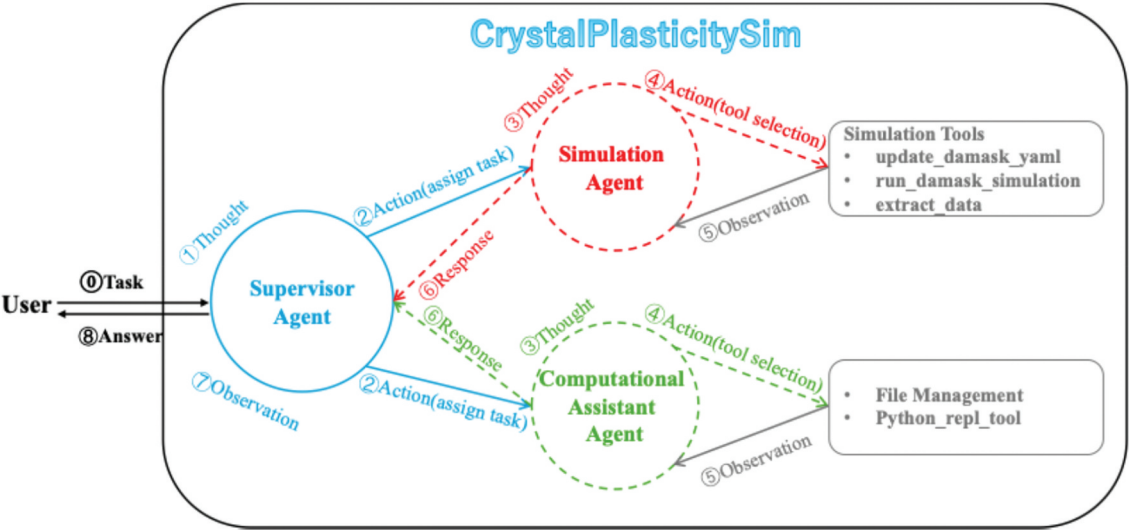 CrystalPlasticitySim
③Thought
④Action(tool selection)
Simulation
Agent
Simulation Tools
• update_damask_yaml
• run_damask_simulation
• extract_data
②Action(assign task)
⑤Observation
①Thought
⑥Response
Supervisor
Agent
⓪Task
User
⑧Answer
⑥Response
③Thought
④Action(tool selection)
⑦Observation
②Action(assign task)
Computational
Assistant
Agent
• File Management
• Python_repl_tool
⑤Observation